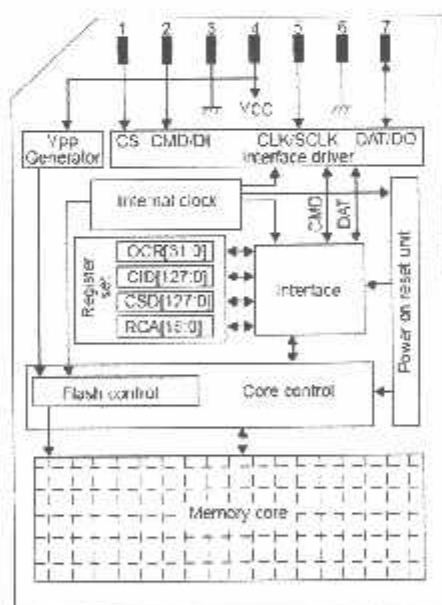 1 2 3 4 5 6 7
VCC
Vpp
Generator
CS CMD/DI CLK/SCLK DAT/DO
Interface driver
Internal clock
CMD
DAT
Power on reset unit
Register set
OCR[31:0]
CID[127:0]
CSD[127:0]
RCA[15:0]
Interface
Flash control
Core control
Memory core